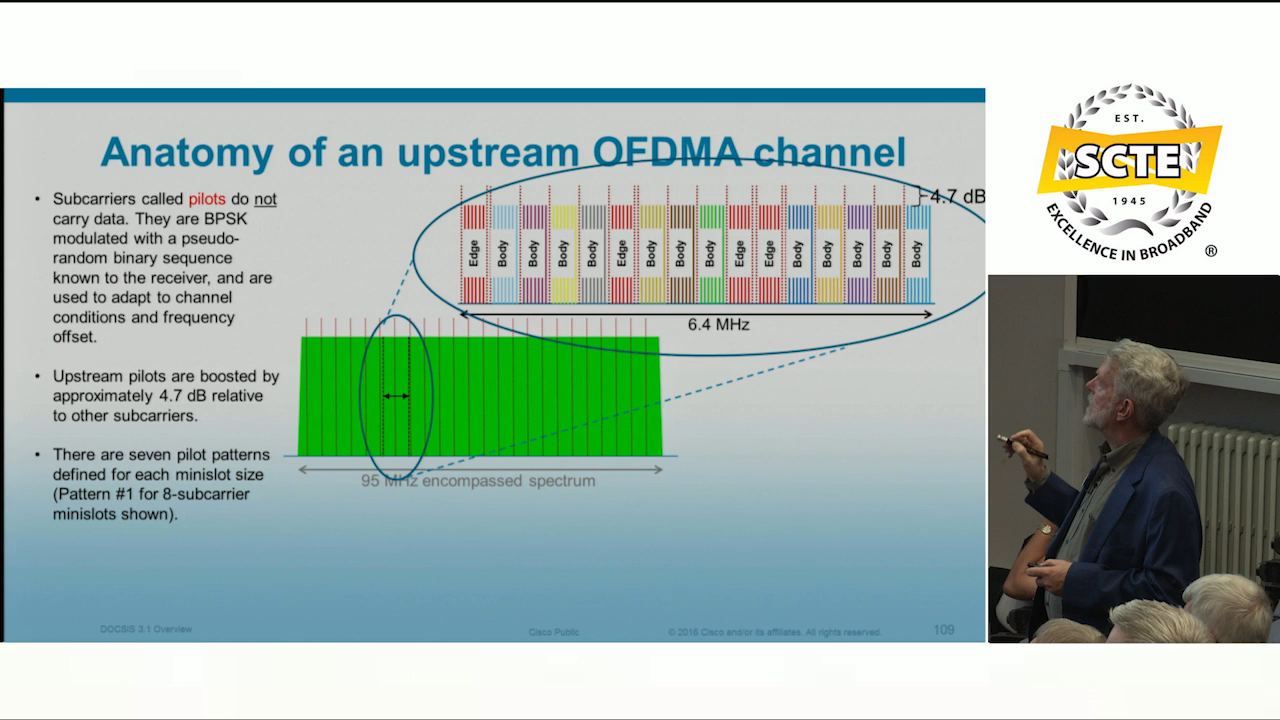 Anatomy of an upstream OFDMA channel
• Subcarriers called pilots do not
carry data. They are BPSK
modulated with a pseudo-
random binary sequence
known to the receiver, and are
used to adapt to channel
conditions and frequency
offset.
• Upstream pilots are boosted by
approximately 4.7 dB relative
to other subcarriers.
• There are seven pilot patterns
defined for each minislot size
(Pattern #1 for 8-subcarrier
minislots shown).
4.7 dB
Edge Body Body Body Body Edge Body Body Body Edge Edge Body Body Body Body Body
6.4 MHz
95 MHz encompassed spectrum
DOCSIS 3.1 Overview
Cisco Public
© 2016 Cisco and/or its affiliates. All rights reserved.
109
EST.
SCTE
1945
EXCELLENCE IN BROADBAND
®